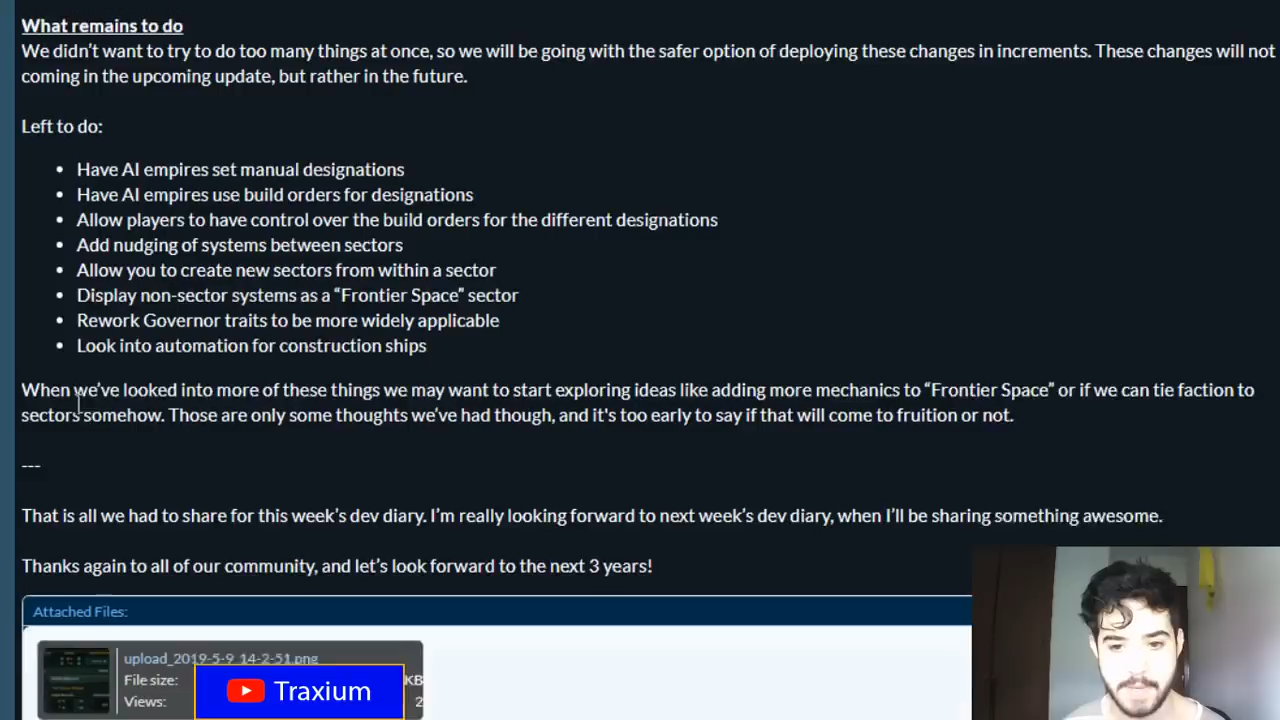 What remains to do
We didn’t want to try to do too many things at once, so we will be going with the safer option of deploying these changes in increments. These changes will not
coming in the upcoming update, but rather in the future.
Left to do:
• Have AI empires set manual designations
• Have AI empires use build orders for designations
• Allow players to have control over the build orders for the different designations
• Add nudging of systems between sectors
• Allow you to create new sectors from within a sector
• Display non-sector systems as a “Frontier Space” sector
• Rework Governor traits to be more widely applicable
• Look into automation for construction ships
When we’ve looked into more of these things we may want to start exploring ideas like adding more mechanics to “Frontier Space” or if we can tie faction to
sectors somehow. Those are only some thoughts we’ve had though, and it's too early to say if that will come to fruition or not.
---
That is all we had to share for this week’s dev diary. I’m really looking forward to next week’s dev diary, when I’ll be sharing something awesome.
Thanks again to all of our community, and let’s look forward to the next 3 years!
Attached Files:
upload_2019-5-9_14-2-51.png
File size: KB
Views: 2
Traxium